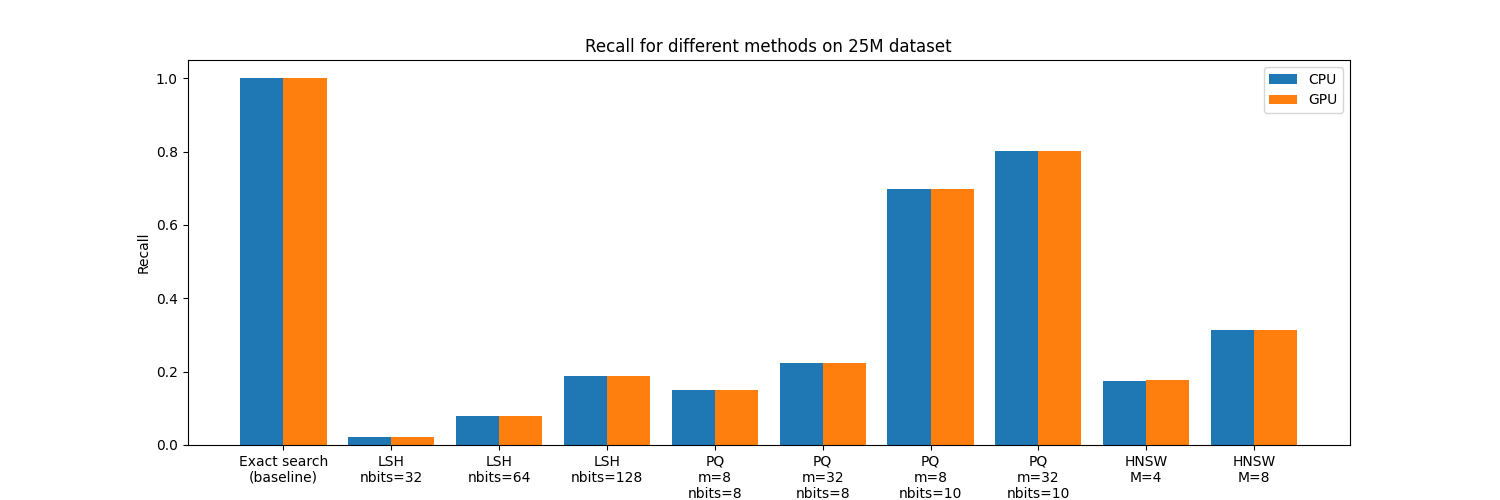 Recall for different methods on 25M dataset
CPU
GPU
Recall
1.0
0.8
0.6
0.4
0.2
0.0
Exact search
(baseline)
LSH
nbits=32
LSH
nbits=64
LSH
nbits=128
PQ
m=8
nbits=8
PQ
m=32
nbits=8
PQ
m=8
nbits=10
PQ
m=32
nbits=10
HNSW
M=4
HNSW
M=8